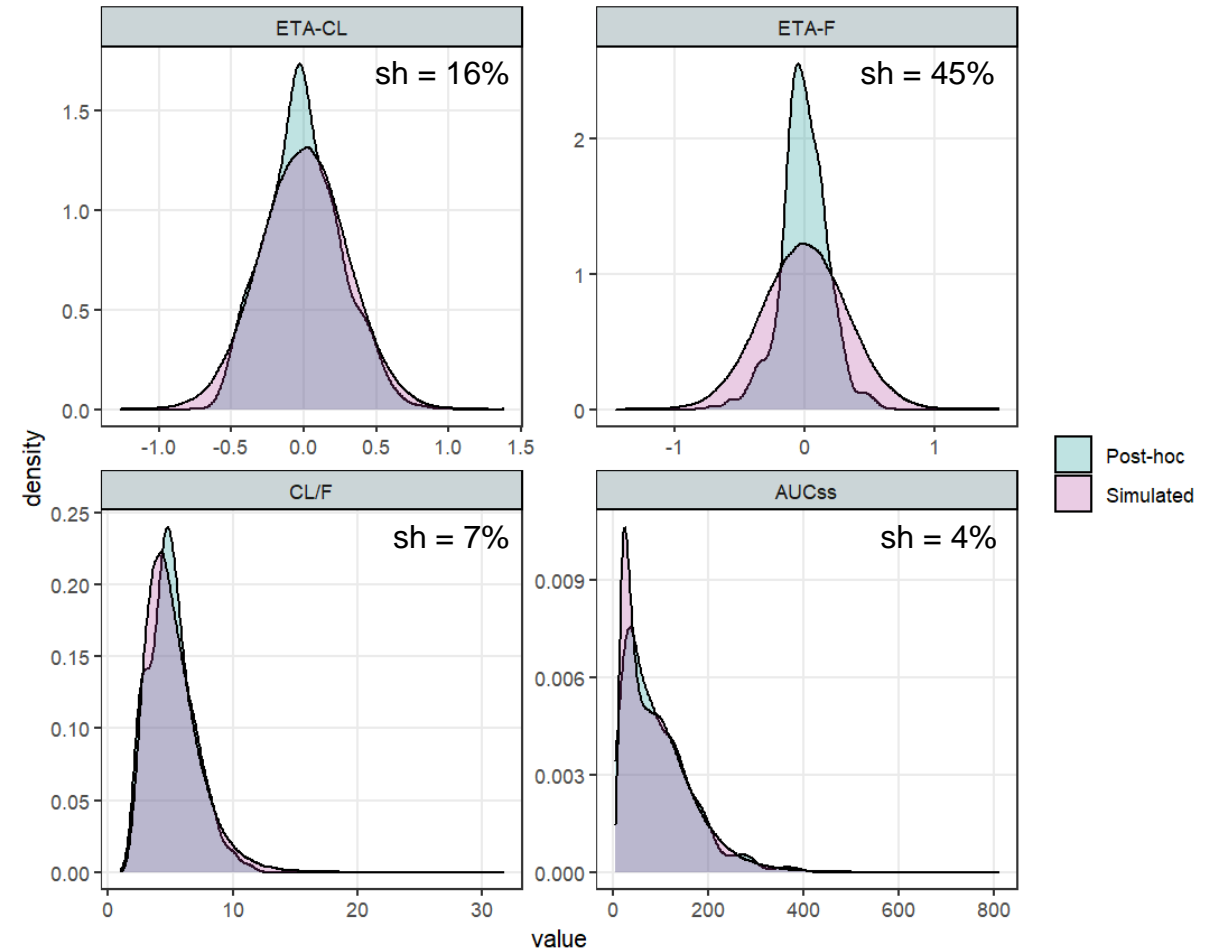 ETA-CL
ETA-F
sh = 16%
sh = 45%
1.5
1.0
0.5
0.0
2
1
0
-1.0 -0.5 0.0 0.5 1.0 1.5
-1 0 1
density
CL/F
AUCss
sh = 7%
sh = 4%
0.25
0.20
0.15
0.10
0.05
0.00
0.009
0.006
0.003
0.000
0 10 20 30
0 200 400 600 800
value
Post-hoc
Simulated